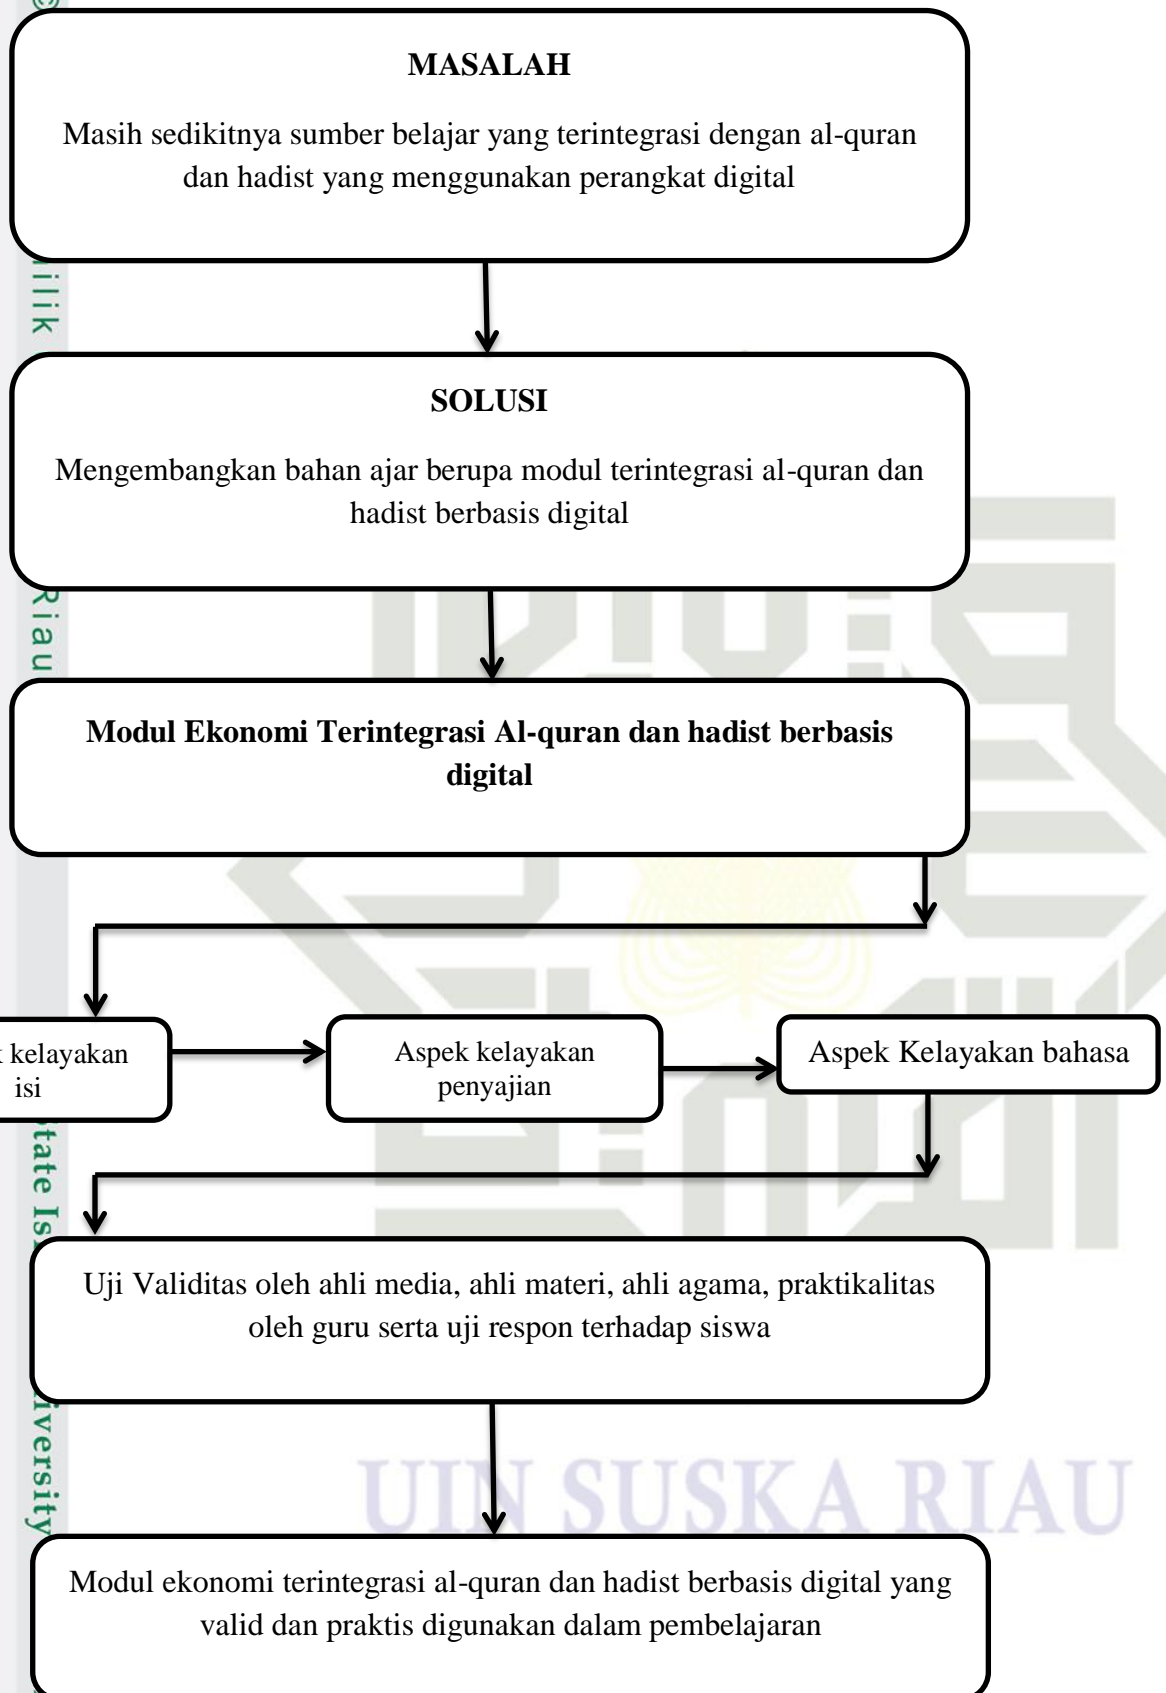 MASALAH
Masih sedikitnya sumber belajar yang terintegrasi dengan al-quran
dan hadist yang menggunakan perangkat digital
SOLUSI
Mengembangkan bahan ajar berupa modul terintegrasi al-quran dan
hadist berbasis digital
Modul Ekonomi Terintegrasi Al-quran dan hadist berbasis
digital
kelayakan
isi
Aspek kelayakan
penyajian
Aspek Kelayakan bahasa
Uji Validitas oleh ahli media, ahli materi, ahli agama, praktikalitas
oleh guru serta uji respon terhadap siswa
Modul ekonomi terintegrasi al-quran dan hadist berbasis digital yang
valid dan praktis digunakan dalam pembelajaran
UIN SUSKA RIAU
Riau